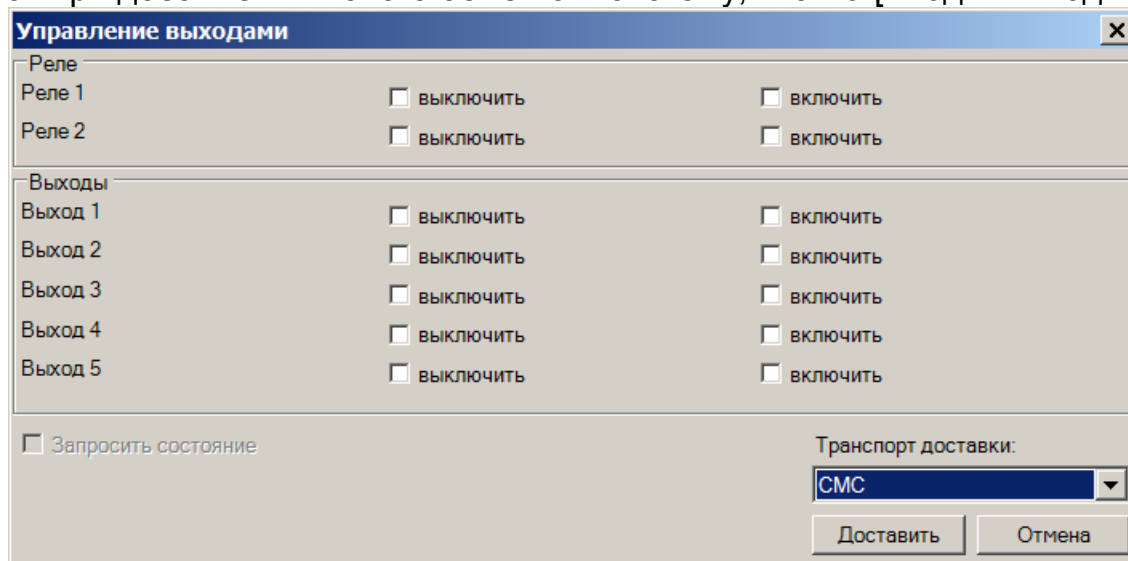 Управление выходами
Реле
Реле 1 выключить включить
Реле 2 выключить включить
Выходы
Выход 1 выключить включить
Выход 2 выключить включить
Выход 3 выключить включить
Выход 4 выключить включить
Выход 5 выключить включить
Запросить состояние Транспорт доставки:
СМС
Доставить Отмена